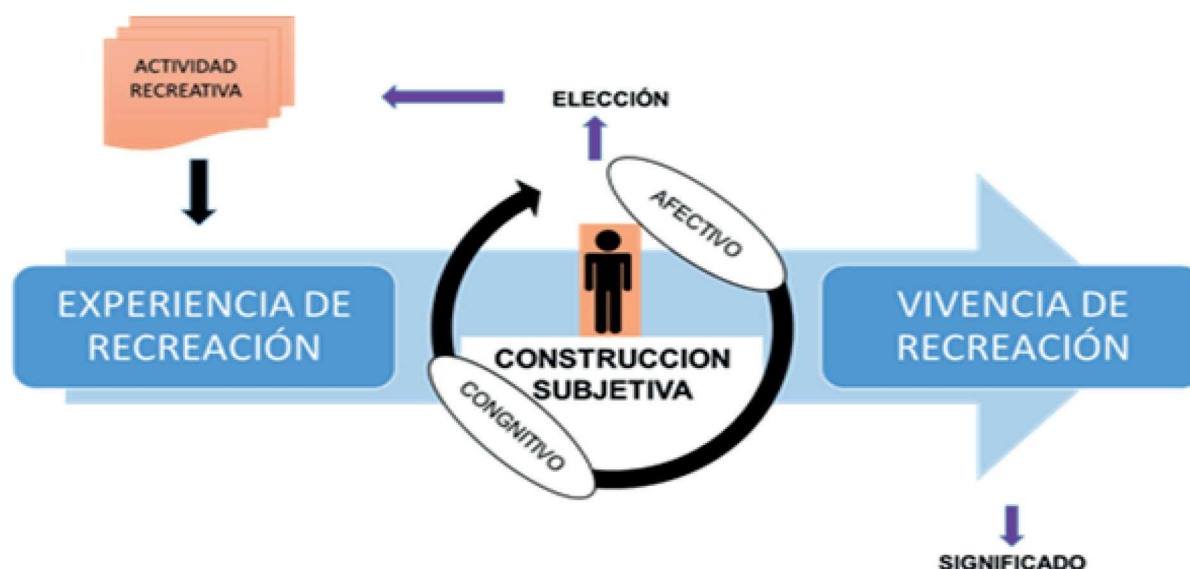 ACTIVIDAD
RECREATIVA
ELECCIÓN
AFECTIVO
EXPERIENCIA DE
RECREACIÓN
CONSTRUCCION
SUBJETIVA
CONGNITIVO
VIVENCIA DE
RECREACIÓN
SIGNIFICADO